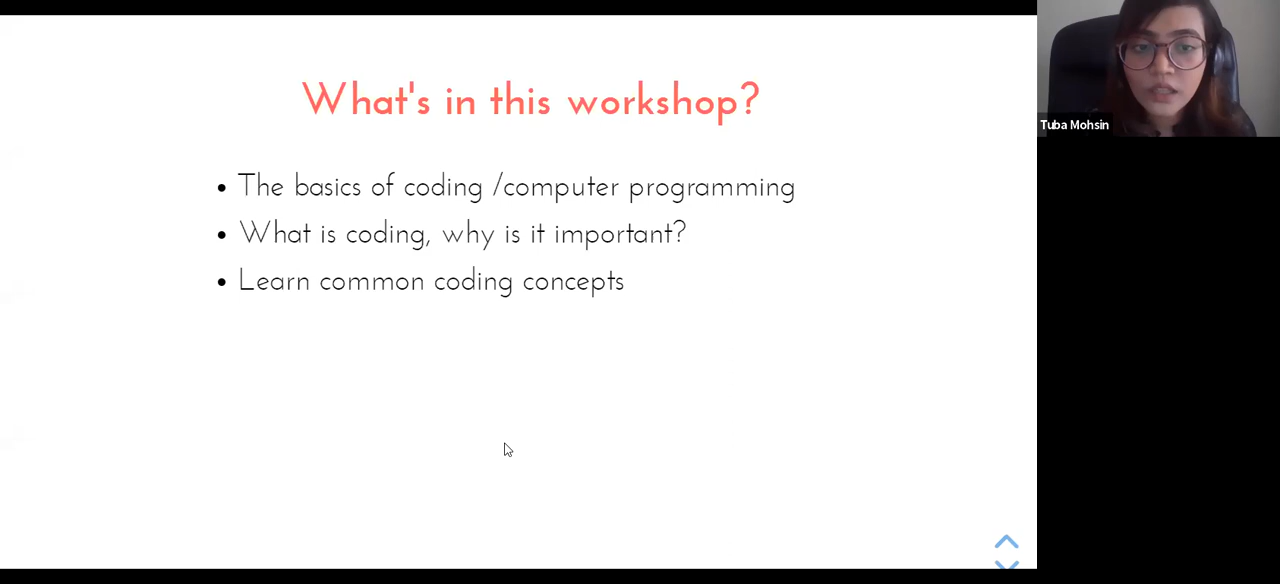 What's in this workshop?
• The basics of coding /computer programming
• What is coding, why is it important?
• Learn common coding concepts
Tuba Mohsin